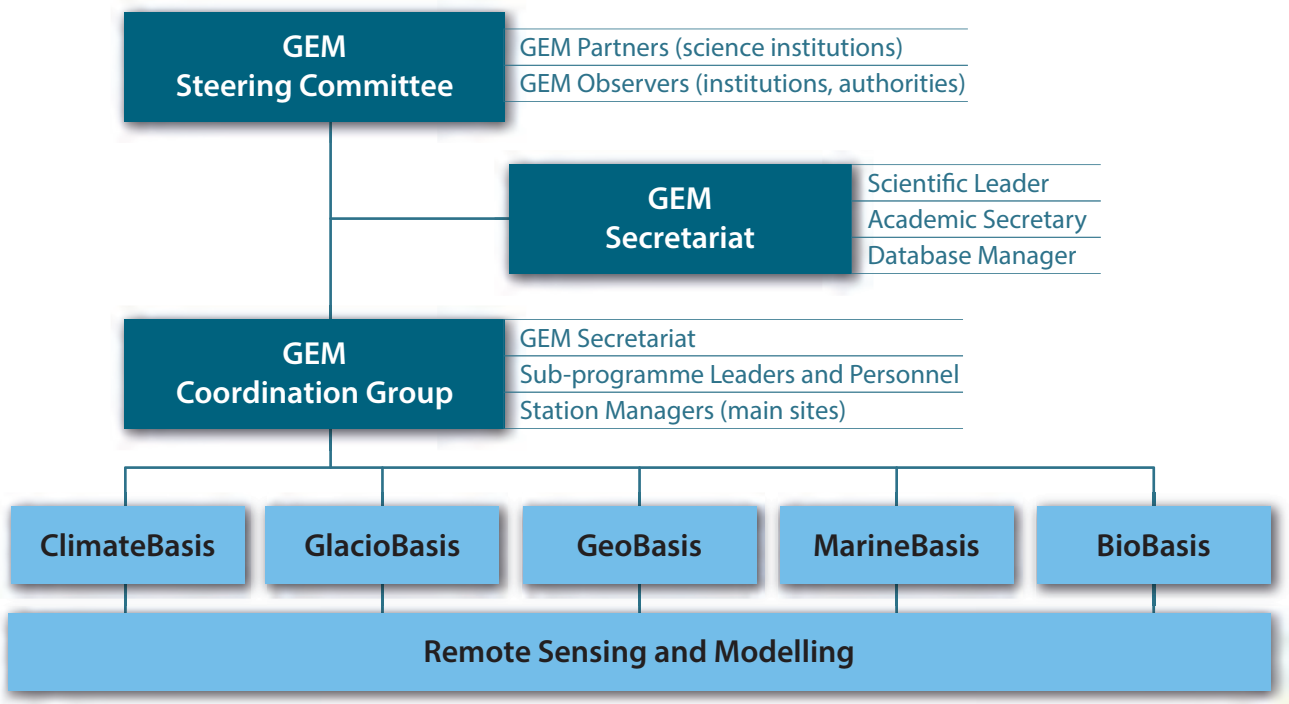 GEM
Steering Committee
GEM Partners (science institutions)
GEM Observers (institutions, authorities)
GEM
Secretariat
Scientific Leader
Academic Secretary
Database Manager
GEM
Coordination Group
GEM Secretariat
Sub-programme Leaders and Personnel
Station Managers (main sites)
ClimateBasis
GlacioBasis
GeoBasis
MarineBasis
BioBasis
Remote Sensing and Modelling